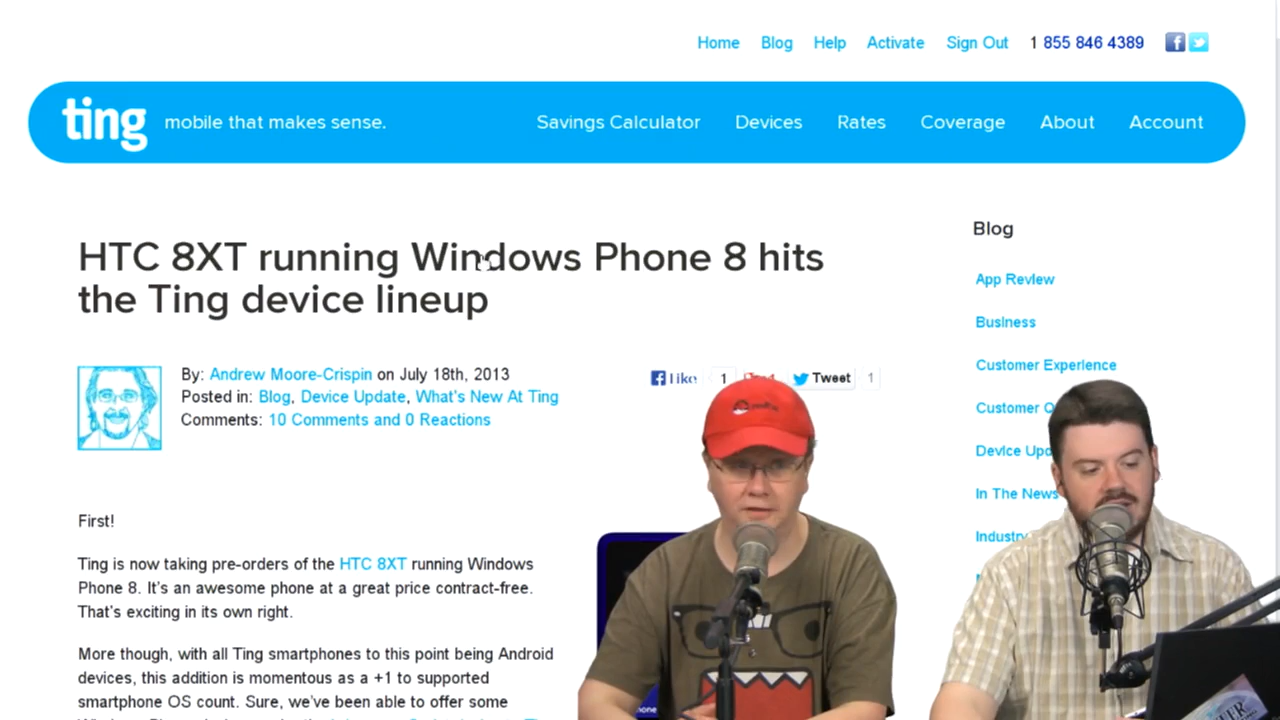 Home Blog Help Activate Sign Out 1 855 846 4389
ting mobile that makes sense. Savings Calculator Devices Rates Coverage About Account
HTC 8XT running Windows Phone 8 hits
the Ting device lineup
By: Andrew Moore-Crispin on July 18th, 2013
Posted in: Blog, Device Update, What's New At Ting
Comments: 10 Comments and 0 Reactions
Like 1 Tweet 1
First!
Ting is now taking pre-orders of the HTC 8XT running Windows
Phone 8. It's an awesome phone at a great price contract-free.
That's exciting in its own right.
More though, with all Ting smartphones to this point being Android
devices, this addition is momentous as a +1 to supported
smartphone OS count. Sure, we've been able to offer some
Blog
App Review
Business
Customer Experience
Customer
Device
In The News
Industry